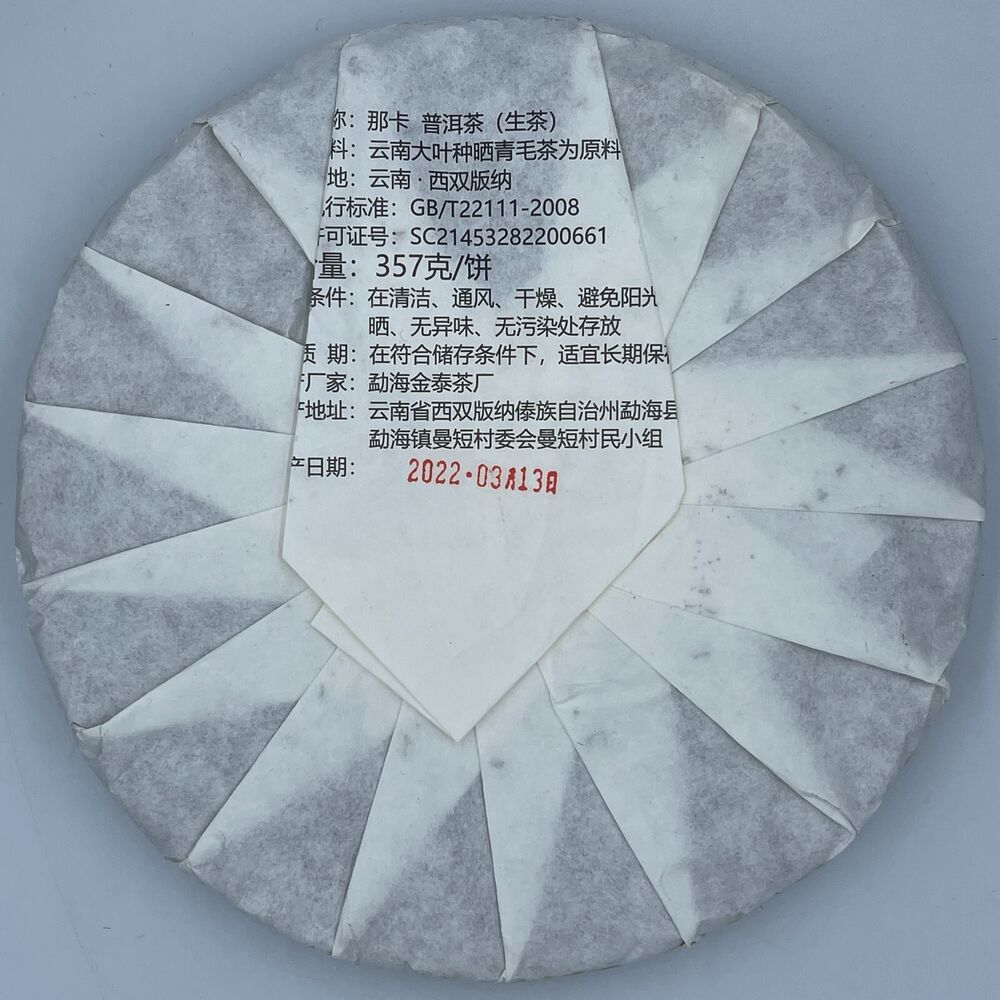 称：那卡 普洱茶（生茶）
料：云南大叶种晒青毛茶为原料
地：云南·西双版纳
行标准：GB/T22111-2008
可证号：SC21453282200661
量：357克/饼
条件：在清洁、通风、干燥、避免阳光
晒、无异味、无污染处存放
质 期：在符合储存条件下，适宜长期保
厂家：勐海金泰茶厂
地址：云南省西双版纳傣族自治州勐海县
勐海镇曼短村委会曼短村民小组
产日期：2022·03月13日